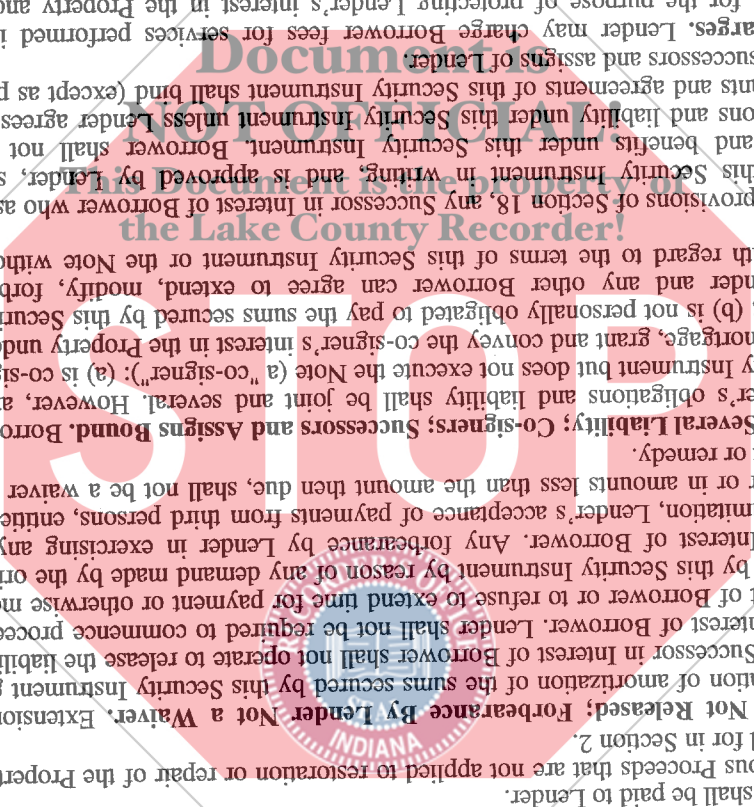 shall be paid to Lender.
ous Proceeds that are not applied to restoration or repair of the Propert
l for in Section 2.
Not Released; Forbearance By Lender Not a Waiver. Extension
ation of amortization of the sums secured by this Security Instrument g
Successor in Interest of Borrower shall not operate to release the liabili
nterest of Borrower. Lender shall not be required to commence procee
t of Borrower or to refuse to extend time for payment or otherwise mo
by this Security Instrument by reason of any demand made by the ori
Interest of Borrower. Any forbearance by Lender in exercising any
imitation, Lender's acceptance of payments from third persons, entitie
r or in amounts less than the amount then due, shall not be a waiver
t or remedy.
Several Liability; Co-signers; Successors and Assigns Bound. Borro
er's obligations and liability shall be joint and several. However, a
y Instrument but does not execute the Note (a "co-signer"): (a) is co-sig
mortgage, grant and convey the co-signer's interest in the Property unde
(b) is not personally obligated to pay the sums secured by this Securi
nder and any other Borrower can agree to extend, modify, forb
th regard to the terms of this Security Instrument or the Note witho
provisions of Section 18, any Successor in Interest of Borrower who as
this Security Instrument in writing, and is approved by Lender, s
and benefits under this Security Instrument. Borrower shall not
ons and liability under this Security Instrument unless Lender agrees
ants and agreements of this Security Instrument shall bind (except as p
successors and assigns of Lender.
arges. Lender may charge Borrower fees for services performed i
for the purpose of protecting Lender's interest in the Property and
Document is
NOT OFFICIAL!
This Document is the property of
the Lake County Recorder!
STOP
SEAL
INDIANA